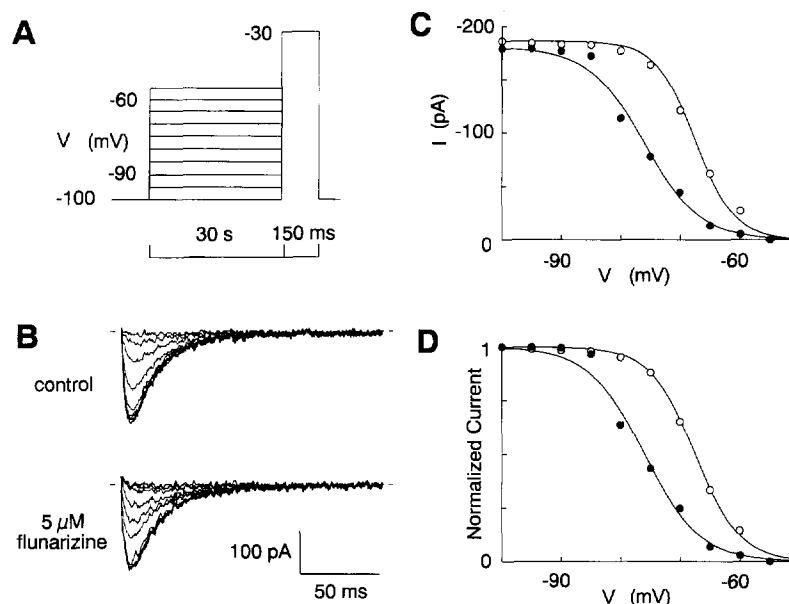 A
-30
-60
V (mV)
-90
-100
30 s
150 ms
B
control
5 μM
flunarizine
100 pA
50 ms
C
-200
I (pA)
-100
0
-90
-60
V (mV)
D
1
Normalized Current
0
-90
-60
V (mV)